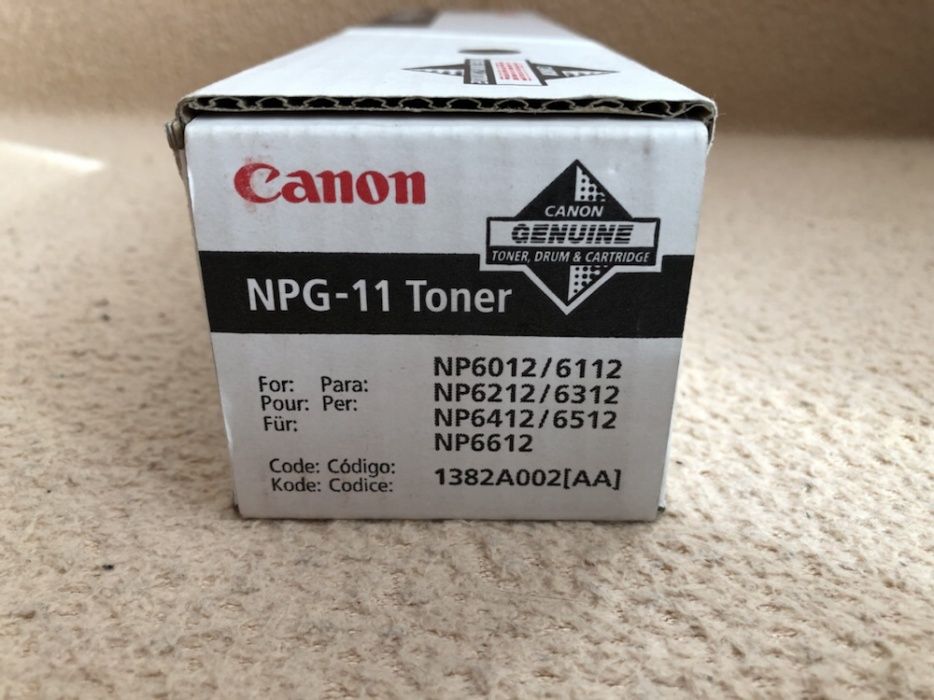 Canon
CANON
GENUINE
TONER, DRUM & CARTRIDGE
NPG-11 Toner
For: Para:
Pour: Per:
Für:
NP6012/6112
NP6212/6312
NP6412/6512
NP6612
Code: Código:
Kode: Codice:
1382A002[AA]